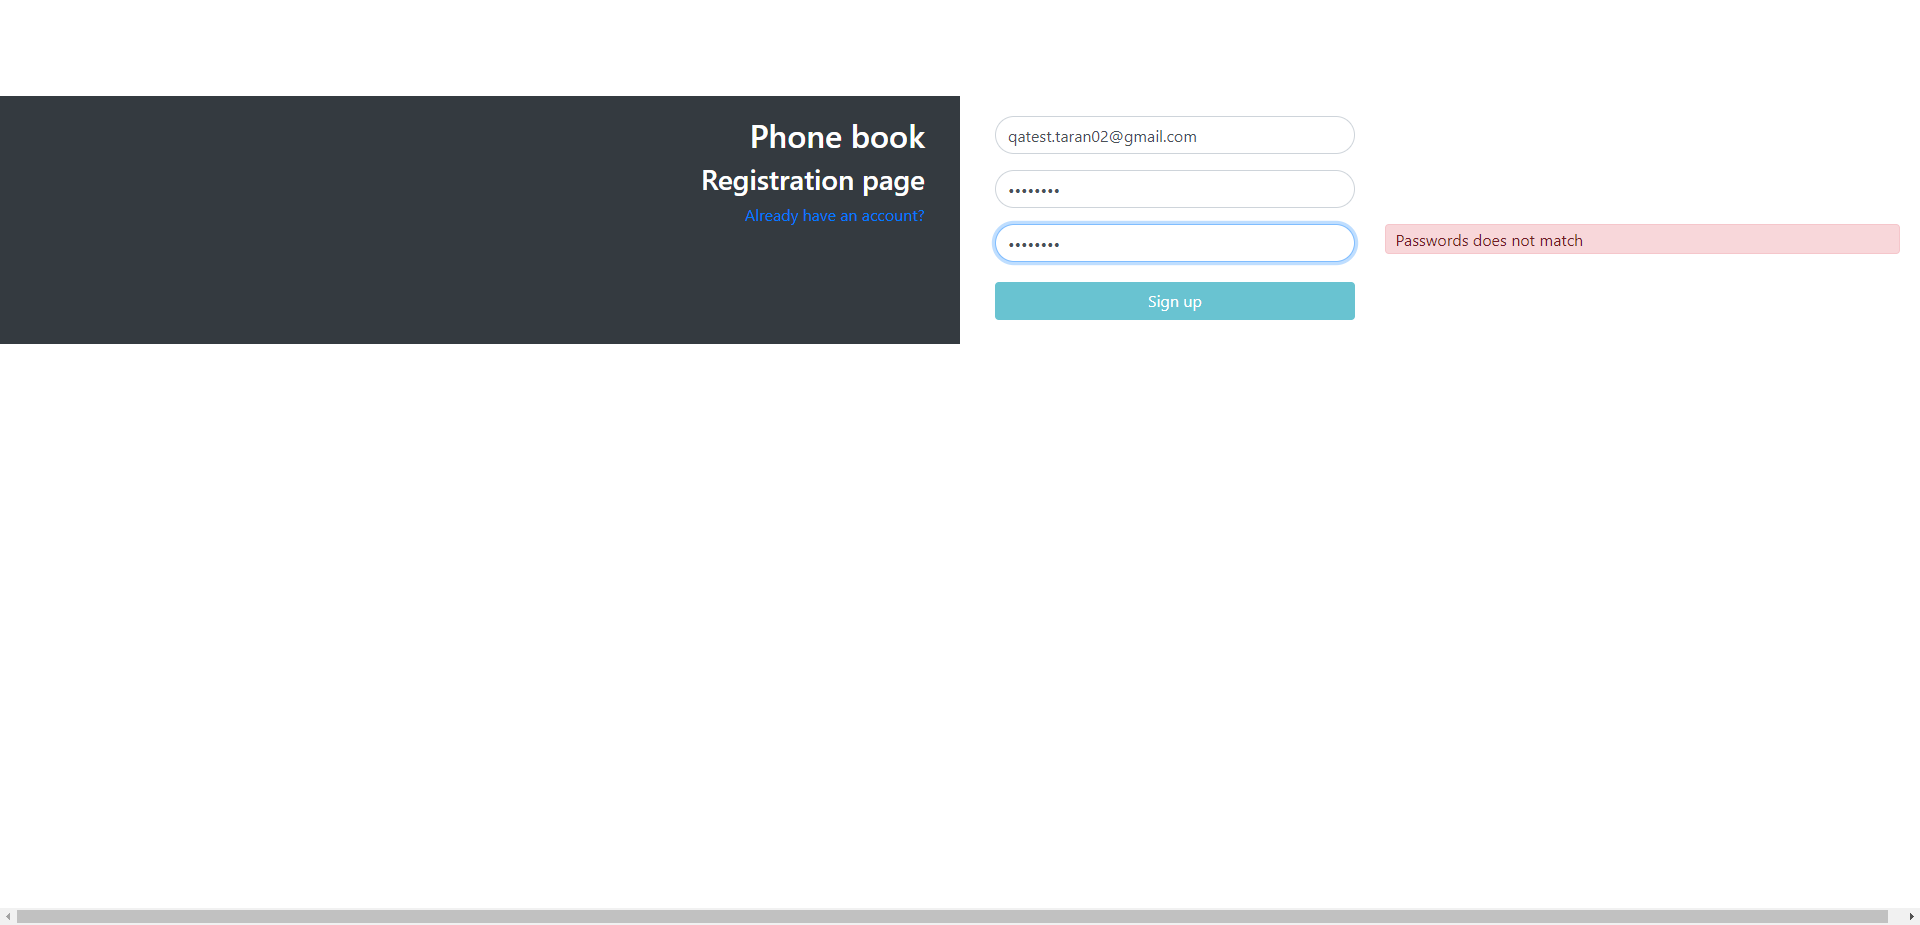 Phone book
Registration page
Already have an account?
qatest.taran02@gmail.com
••••••••
••••••••
Passwords does not match
Sign up